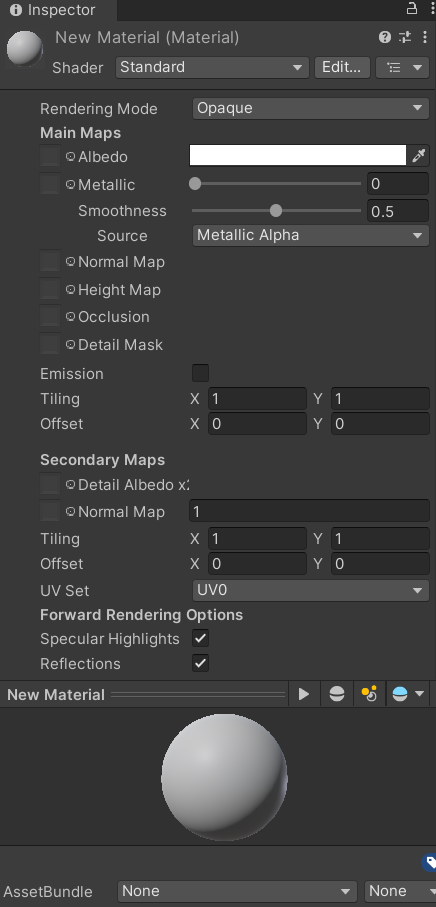 Inspector
New Material (Material)
Shader Standard Edit...
Rendering Mode Opaque
Main Maps
Albedo
Metallic 0
Smoothness 0.5
Source Metallic Alpha
Normal Map
Height Map
Occlusion
Detail Mask
Emission
Tiling X 1 Y 1
Offset X 0 Y 0
Secondary Maps
Detail Albedo x2
Normal Map 1
Tiling X 1 Y 1
Offset X 0 Y 0
UV Set UV0
Forward Rendering Options
Specular Highlights
Reflections
New Material
AssetBundle None None